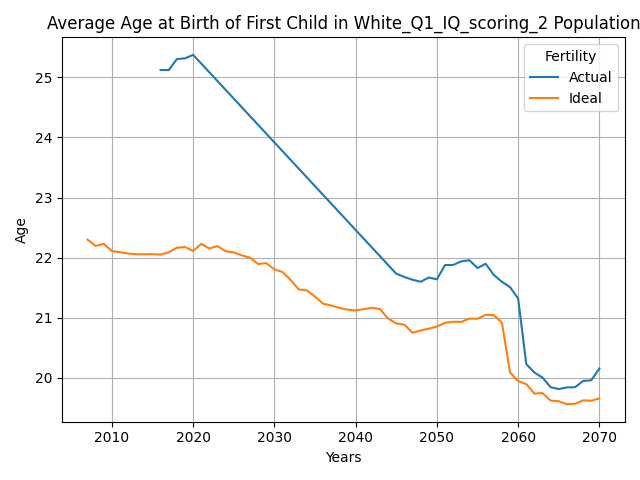 Average Age at Birth of First Child in White_Q1_IQ_scoring_2 Population
Fertility
Actual
Ideal
Age
25
24
23
22
21
20
2010 2020 2030 2040 2050 2060 2070
Years